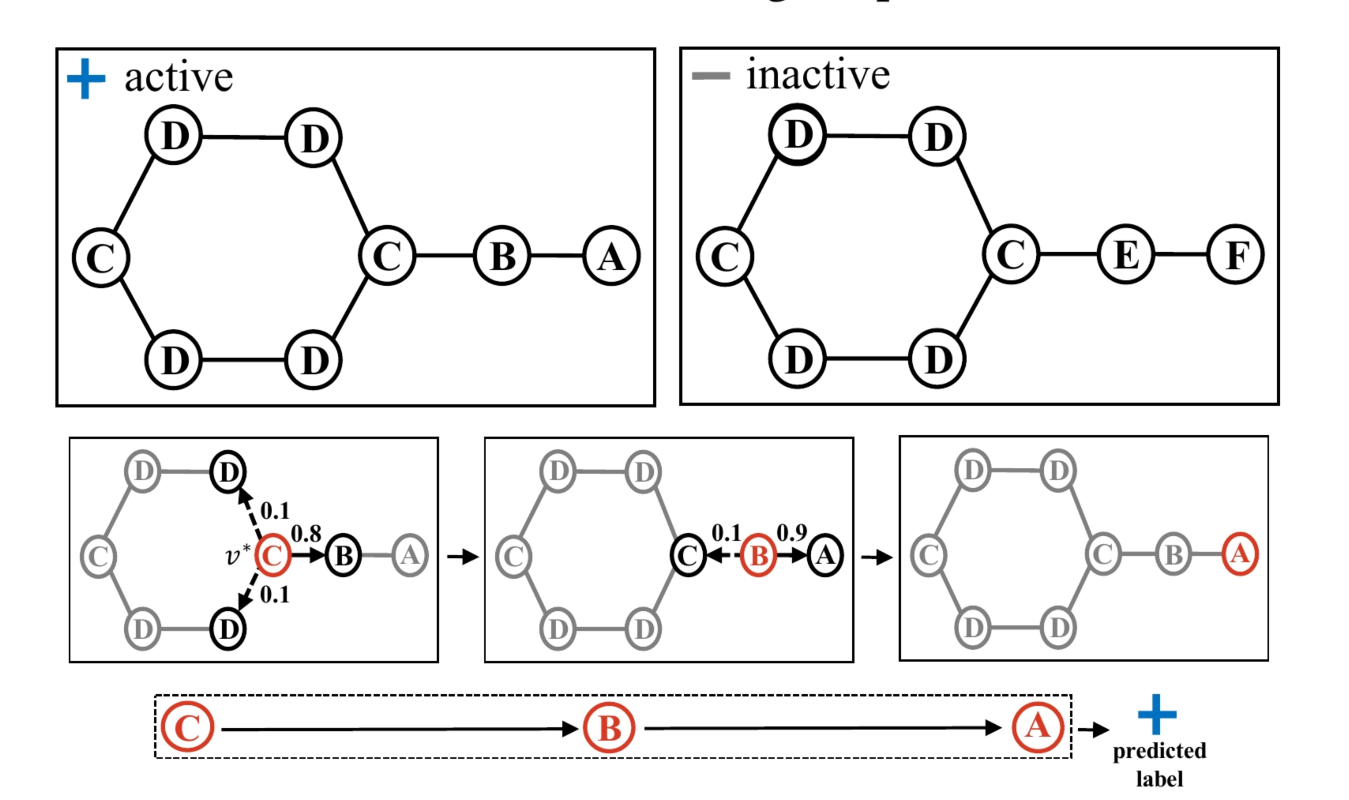 + active
D D
C C B A
D D
− inactive
D D
C C E F
D D
D D
0.1
0.8
C v* C B A
0.1
D D
D D
0.1 0.9
C C B A
D D
D D
C C B A
D D
C B A +
predicted
label